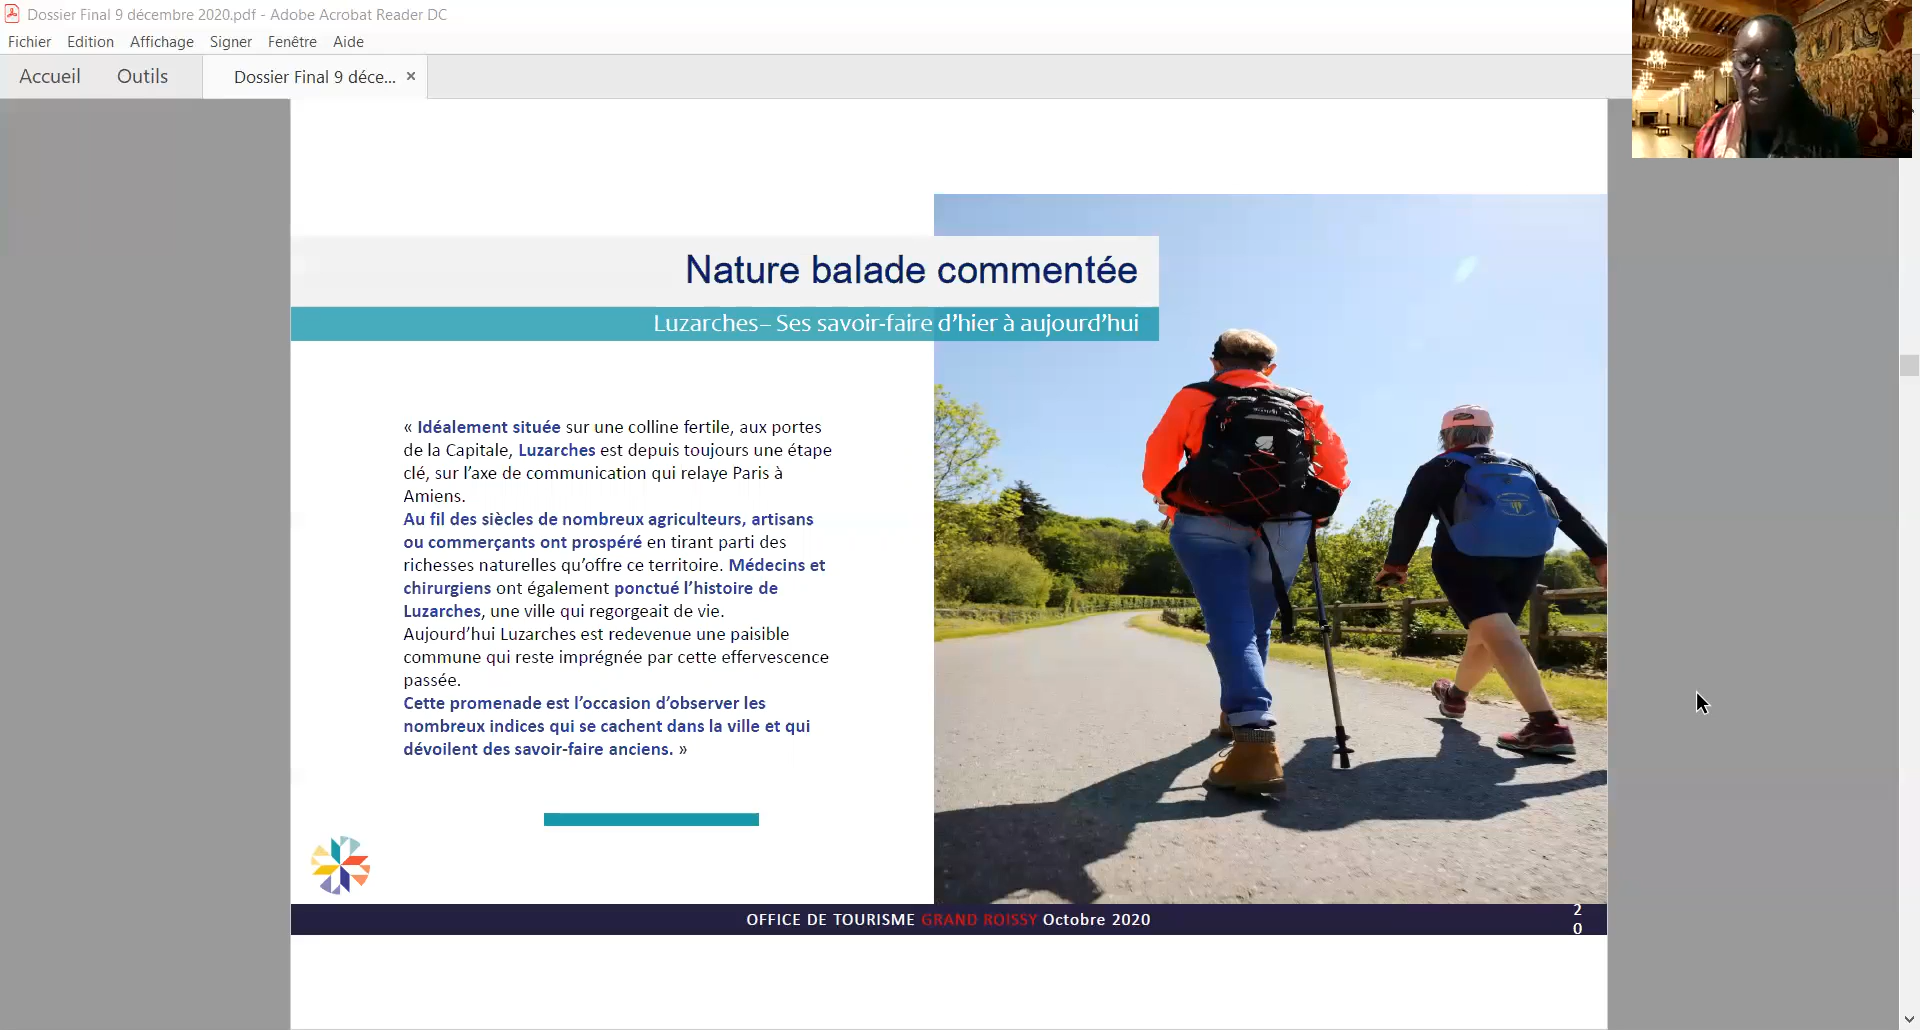 Dossier Final 9 décembre 2020.pdf - Adobe Acrobat Reader DC
Fichier Edition Affichage Signer Fenêtre Aide
Accueil Outils Dossier Final 9 déce... ×
Nature balade commentée
Luzarches– Ses savoir-faire d’hier à aujourd’hui
« Idéalement située sur une colline fertile, aux portes
de la Capitale, Luzarches est depuis toujours une étape
clé, sur l’axe de communication qui relaye Paris à
Amiens.
Au fil des siècles de nombreux agriculteurs, artisans
ou commerçants ont prospéré en tirant parti des
richesses naturelles qu’offre ce territoire. Médecins et
chirurgiens ont également ponctué l’histoire de
Luzarches, une ville qui regorgeait de vie.
Aujourd’hui Luzarches est redevenue une paisible
commune qui reste imprégnée par cette effervescence
passée.
Cette promenade est l’occasion d’observer les
nombreux indices qui se cachent dans la ville et qui
dévoilent des savoir-faire anciens. »
OFFICE DE TOURISME GRAND ROISSY Octobre 2020
2
0